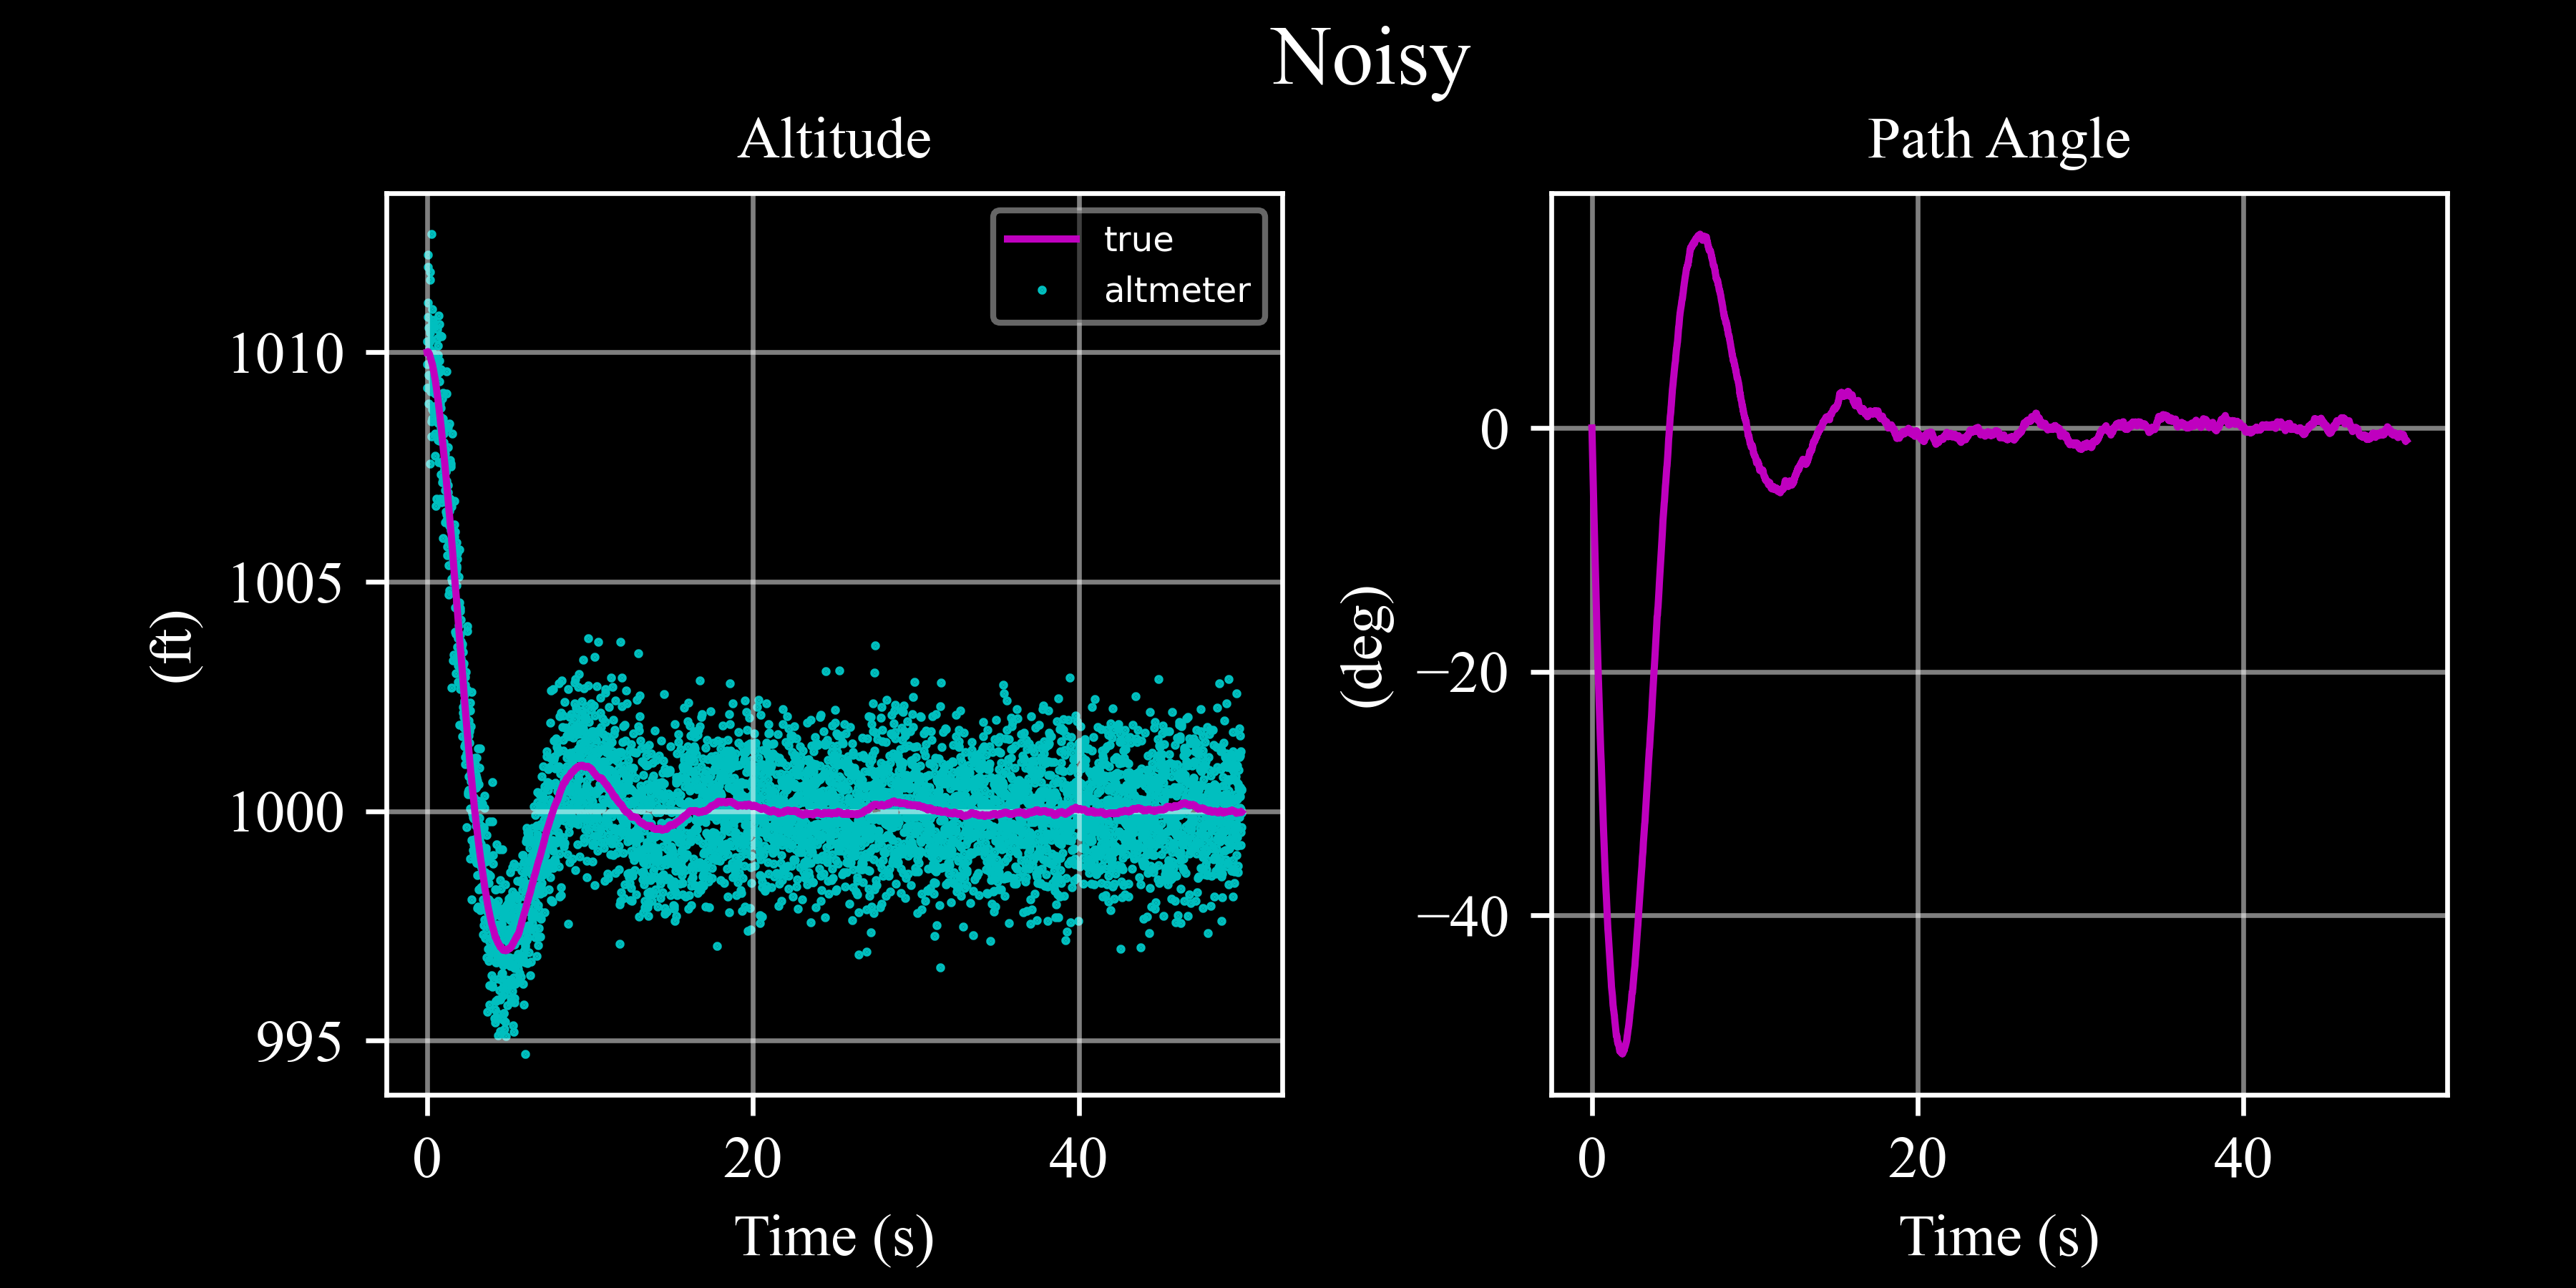 Noisy
Altitude
Path Angle
true
altmeter
1010
1005
1000
995
(ft)
0
20
40
Time (s)
0
−20
−40
(deg)
0
20
40
Time (s)